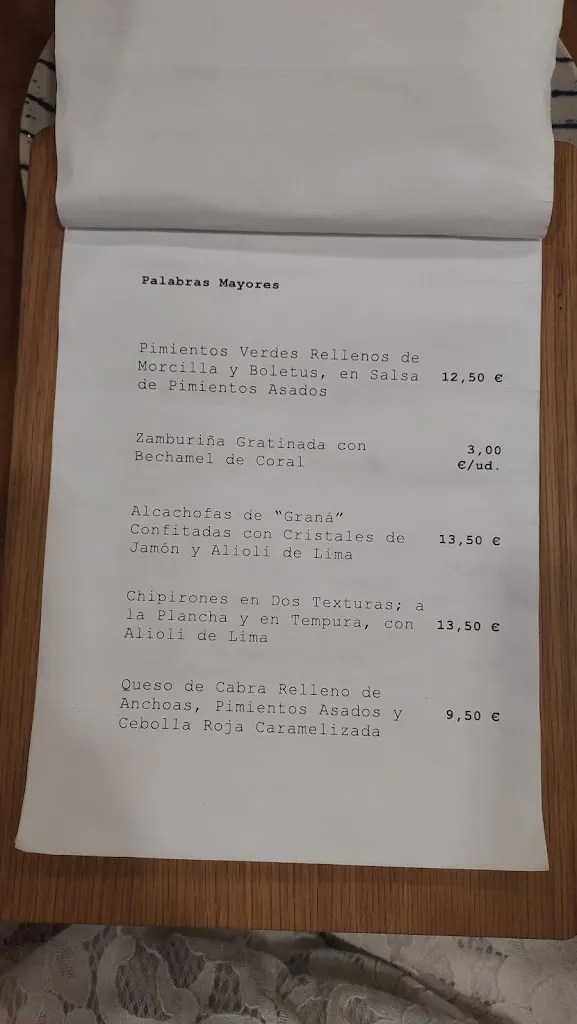 Palabras Mayores
Pimientos Verdes Rellenos de
Morcilla y Boletus, en Salsa 12,50 €
de Pimientos Asados
Zamburiña Gratinada con 3,00
Bechamel de Coral €/ud.
Alcachofas de “Graná”
Confitadas con Cristales de 13,50 €
Jamón y Alioli de Lima
Chipirones en Dos Texturas; a
la Plancha y en Tempura, con 13,50 €
Alioli de Lima
Queso de Cabra Relleno de
Anchoas, Pimientos Asados y 9,50 €
Cebolla Roja Caramelizada